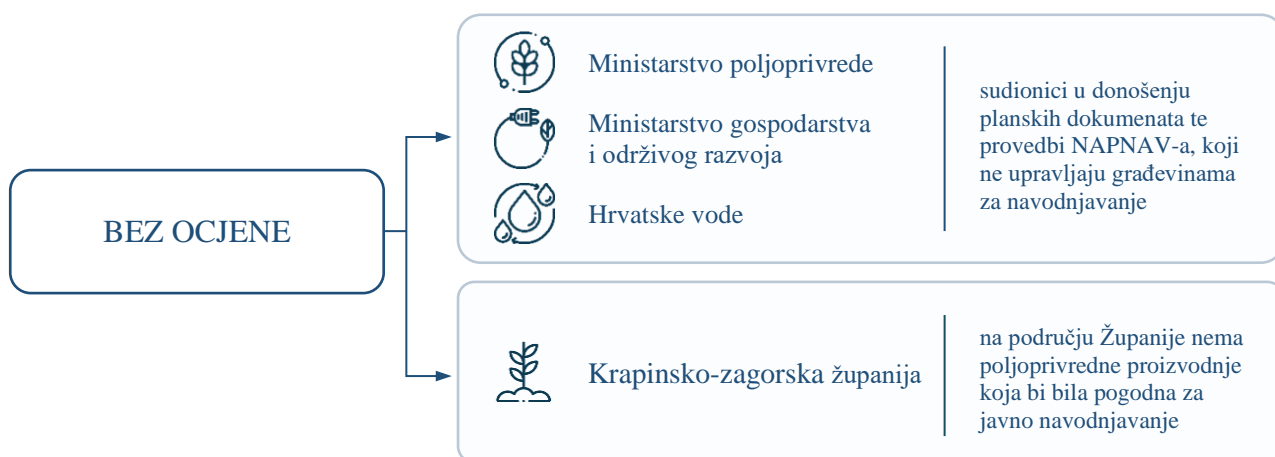 BEZ OCJENE
Ministarstvo poljoprivrede
Ministarstvo gospodarstva
i održivog razvoja
Hrvatske vode
sudionici u donošenju
planskih dokumenata te
provedbi NAPNAV-a, koji
ne upravljaju građevinama
za navodnjavanje
Krapinsko-zagorska županija
na području Županije nema
poljoprivredne proizvodnje
koja bi bila pogodna za
javno navodnjavanje